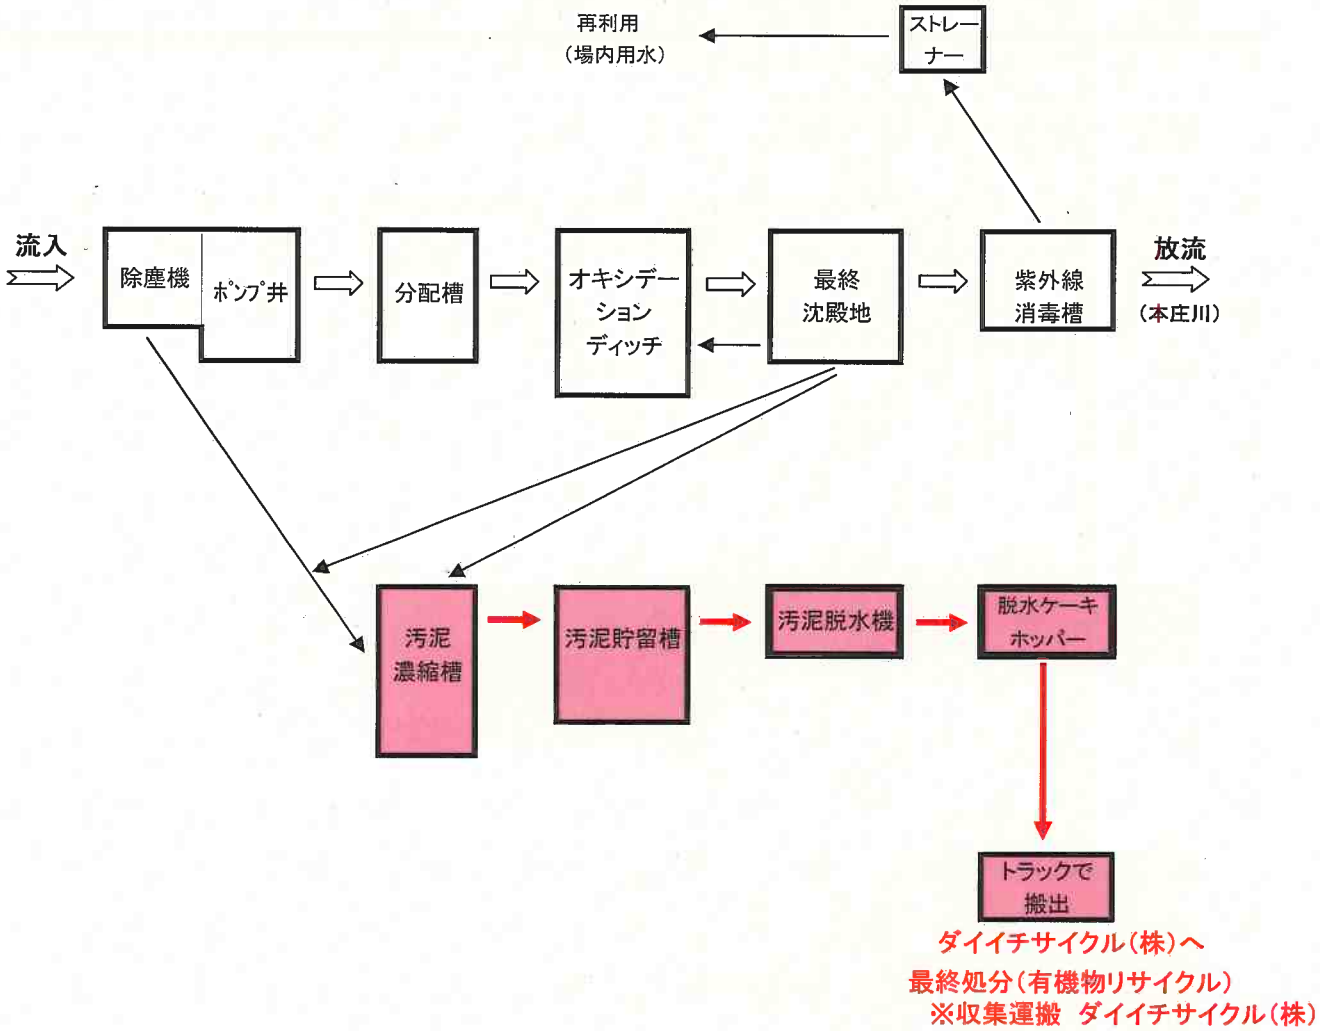 再利用
（場内用水）
ストレー
ナー
流入
除塵機
ﾎﾟﾝﾌﾟ井
分配槽
オキシデー
ション
ディッチ
最終
沈殿地
紫外線
消毒槽
放流
（本庄川）
汚泥
濃縮槽
汚泥貯留槽
汚泥脱水機
脱水ケーキ
ホッパー
トラックで
搬出
ダイイチサイクル（株）へ
最終処分（有機物リサイクル）
※収集運搬 ダイイチサイクル（株）